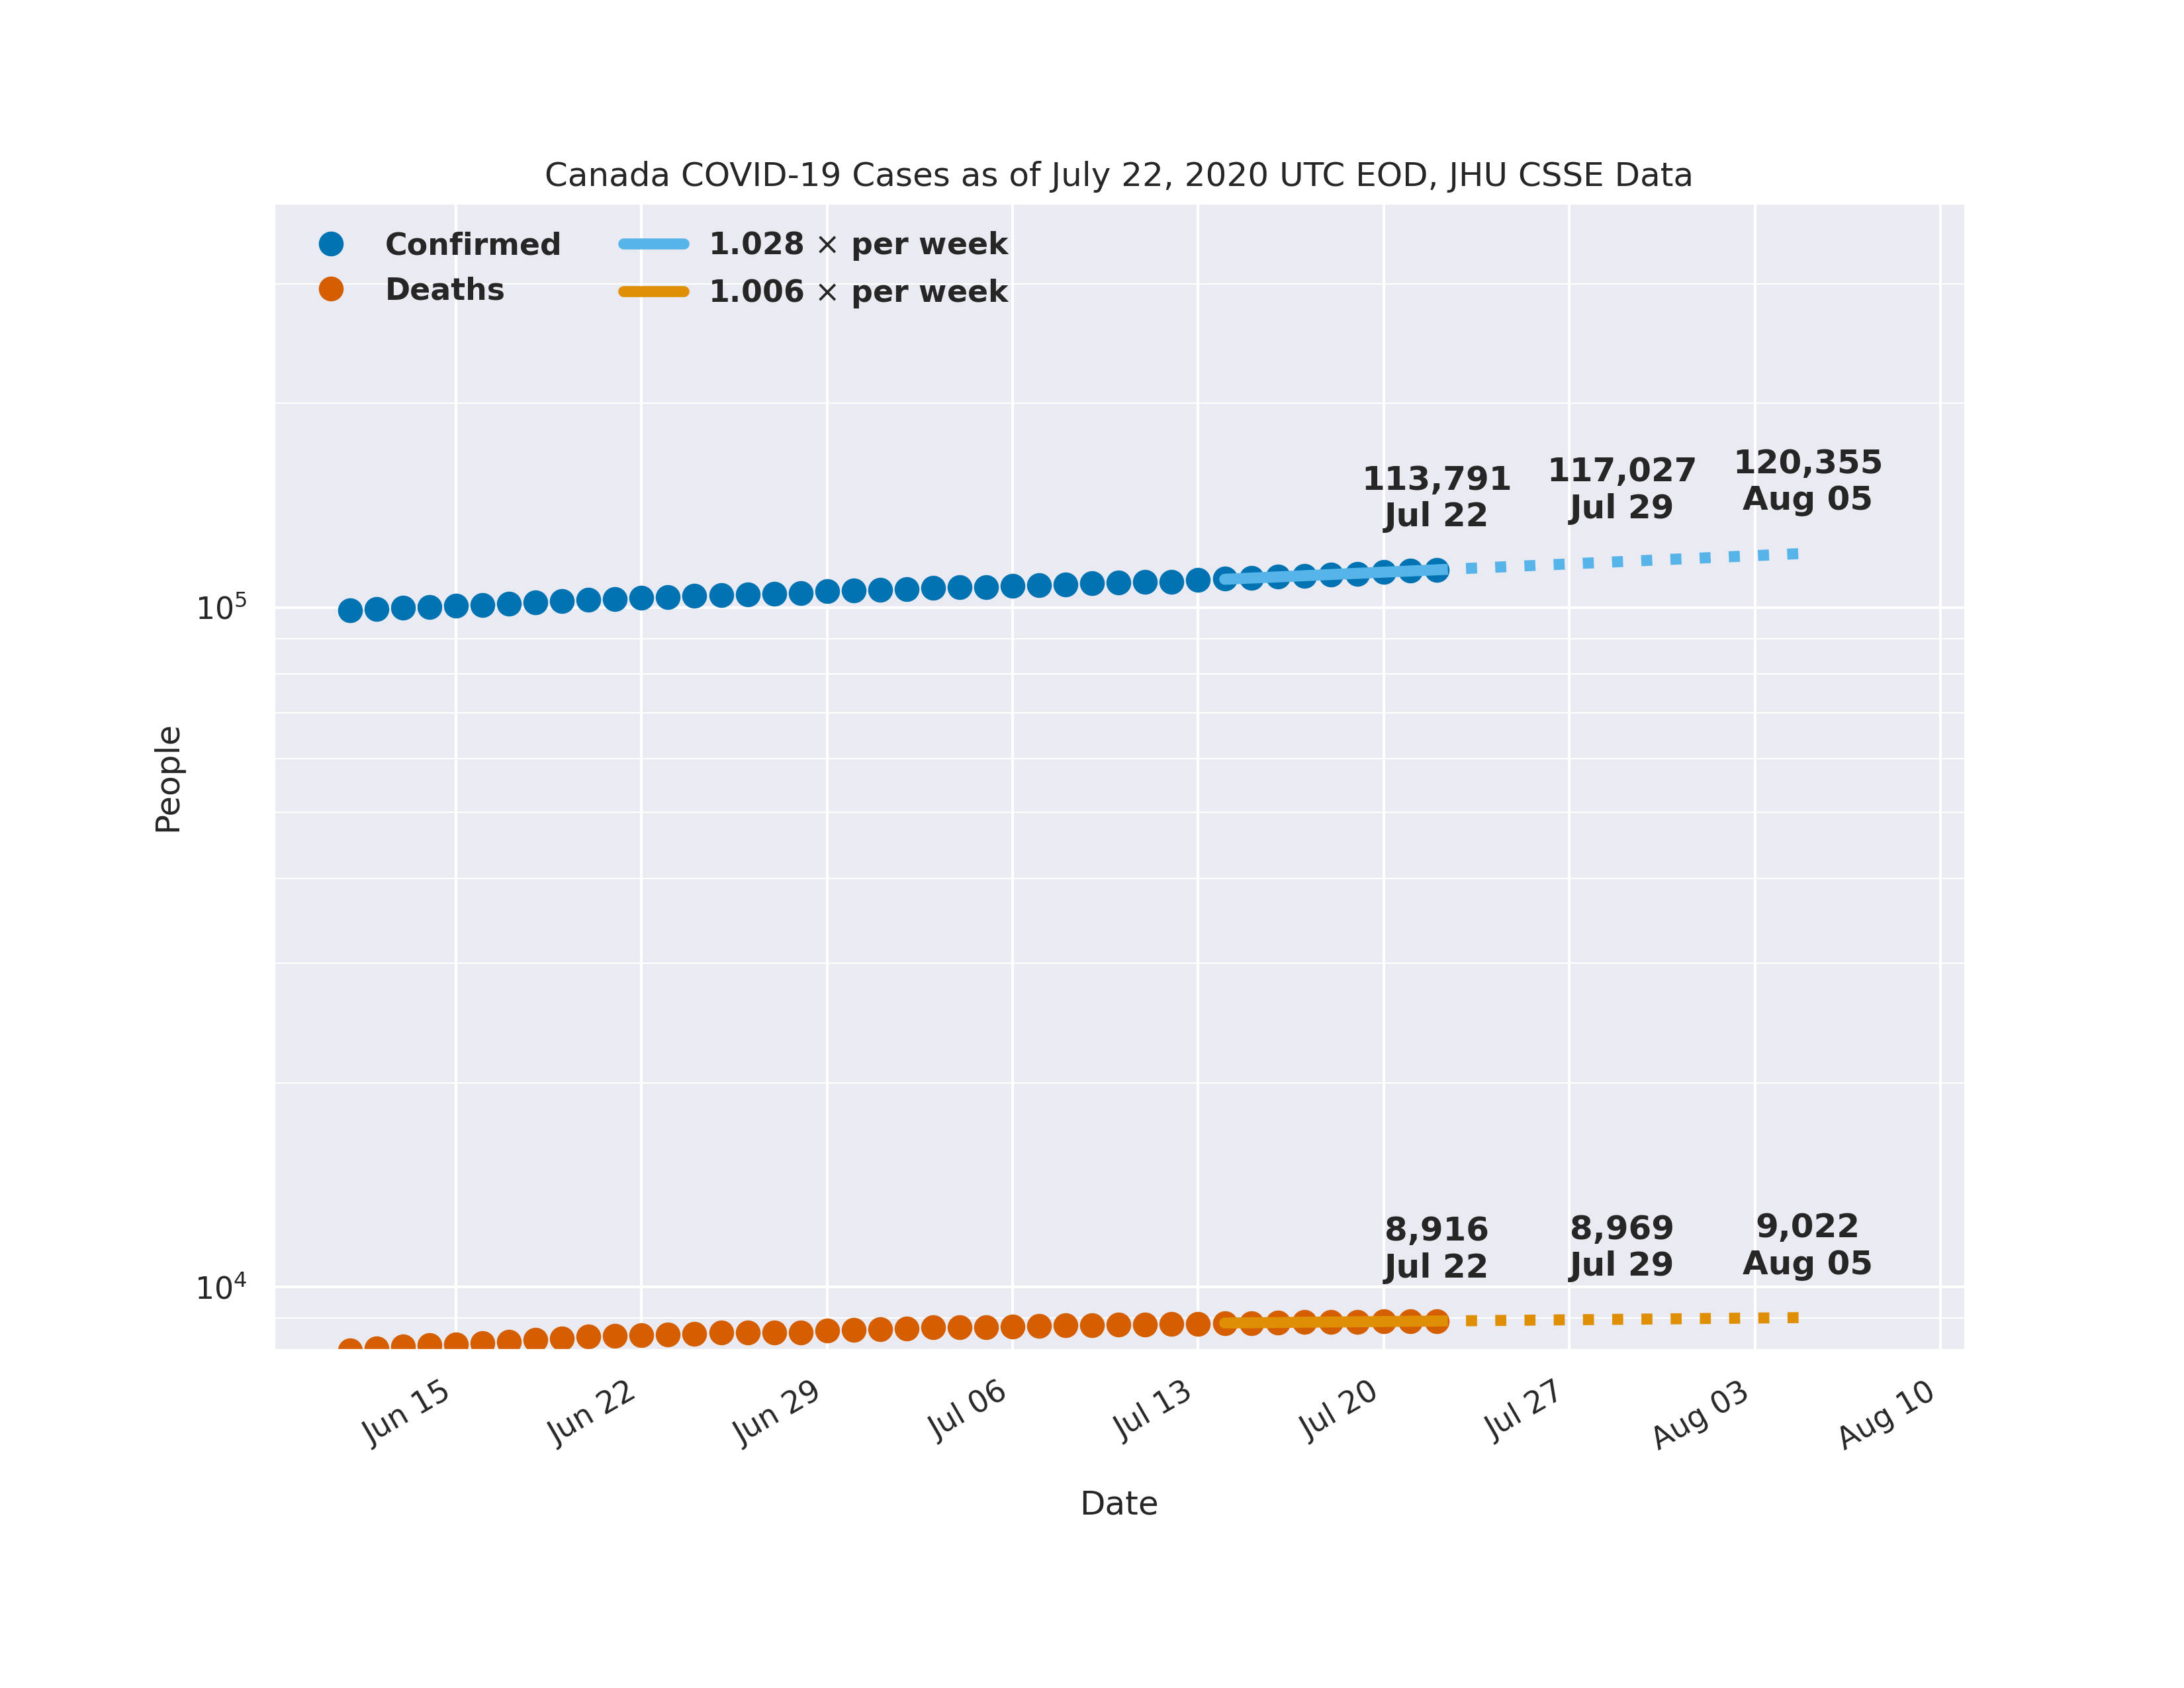 Canada COVID-19 Cases as of July 22, 2020 UTC EOD, JHU CSSE Data
Confirmed
Deaths
1.028 × per week
1.006 × per week
113,791
Jul 22
117,027
Jul 29
120,355
Aug 05
10⁵
People
8,916
Jul 22
8,969
Jul 29
9,022
Aug 05
10⁴
Jun 15
Jun 22
Jun 29
Jul 06
Jul 13
Jul 20
Jul 27
Aug 03
Aug 10
Date